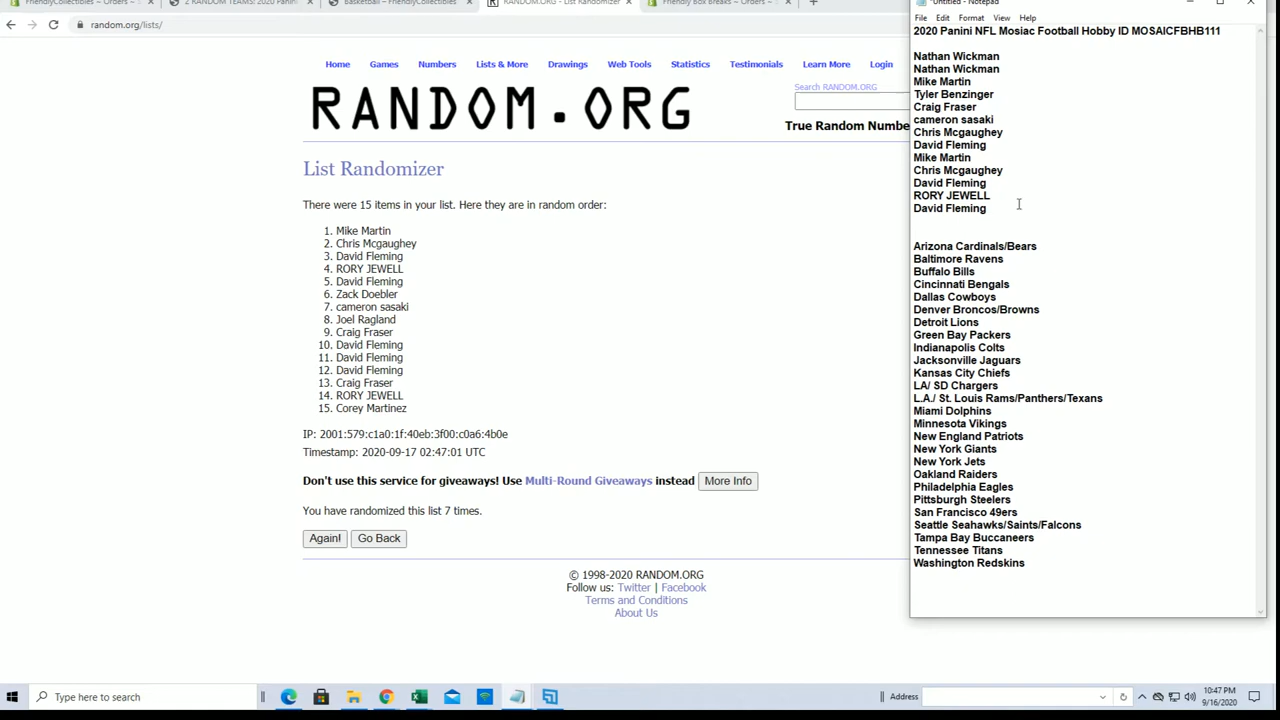 FriendlyCollectibles ~ Orders ~ S
2 RANDOM TEAMS: 2020 Panini
Basketball – FriendlyCollectibles
RANDOM.ORG - List Randomizer
Friendly Box Breaks ~ Orders ~ S
random.org/lists/
Home Games Numbers Lists & More Drawings Web Tools Statistics Testimonials Learn More Login
Search RANDOM.ORG
RANDOM.ORG
True Random Numbe
List Randomizer
There were 15 items in your list. Here they are in random order:
1. Mike Martin
2. Chris Mcgaughey
3. David Fleming
4. RORY JEWELL
5. David Fleming
6. Zack Doebler
7. cameron sasaki
8. Joel Ragland
9. Craig Fraser
10. David Fleming
11. David Fleming
12. David Fleming
13. Craig Fraser
14. RORY JEWELL
15. Corey Martinez
IP: 2001:579:c1a0:1f:40eb:3f00:c0a6:4b0e
Timestamp: 2020-09-17 02:47:01 UTC
Don't use this service for giveaways! Use Multi-Round Giveaways instead More Info
You have randomized this list 7 times.
Again! Go Back
© 1998-2020 RANDOM.ORG
Follow us: Twitter | Facebook
Terms and Conditions
About Us
*Untitled - Notepad
File Edit Format View Help
2020 Panini NFL Mosiac Football Hobby ID MOSAICFBHB111
Nathan Wickman
Nathan Wickman
Mike Martin
Tyler Benzinger
Craig Fraser
cameron sasaki
Chris Mcgaughey
David Fleming
Mike Martin
Chris Mcgaughey
David Fleming
RORY JEWELL
David Fleming
Arizona Cardinals/Bears
Baltimore Ravens
Buffalo Bills
Cincinnati Bengals
Dallas Cowboys
Denver Broncos/Browns
Detroit Lions
Green Bay Packers
Indianapolis Colts
Jacksonville Jaguars
Kansas City Chiefs
LA/ SD Chargers
L.A./ St. Louis Rams/Panthers/Texans
Miami Dolphins
Minnesota Vikings
New England Patriots
New York Giants
New York Jets
Oakland Raiders
Philadelphia Eagles
Pittsburgh Steelers
San Francisco 49ers
Seattle Seahawks/Saints/Falcons
Tampa Bay Buccaneers
Tennessee Titans
Washington Redskins
Type here to search
Address
10:47 PM
9/16/2020